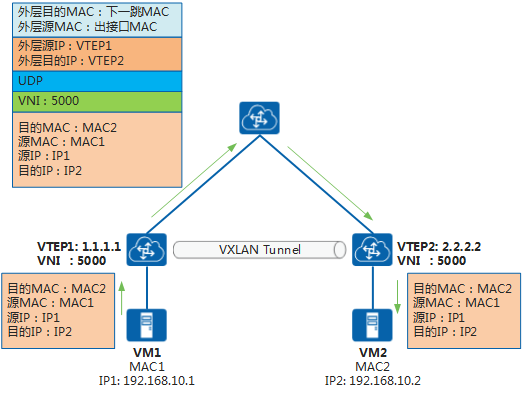 外层目的MAC：下一跳MAC
外层源MAC：出接口MAC
外层源IP：VTEP1
外层目的IP：VTEP2
UDP
VNI：5000
目的MAC：MAC2
源MAC：MAC1
源IP：IP1
目的IP：IP2
VTEP1: 1.1.1.1
VNI ：5000
VXLAN Tunnel
VTEP2: 2.2.2.2
VNI ：5000
目的MAC：MAC2
源MAC：MAC1
源IP：IP1
目的IP：IP2
目的MAC：MAC2
源MAC：MAC1
源IP：IP1
目的IP：IP2
VM1
MAC1
IP1: 192.168.10.1
VM2
MAC2
IP2: 192.168.10.2